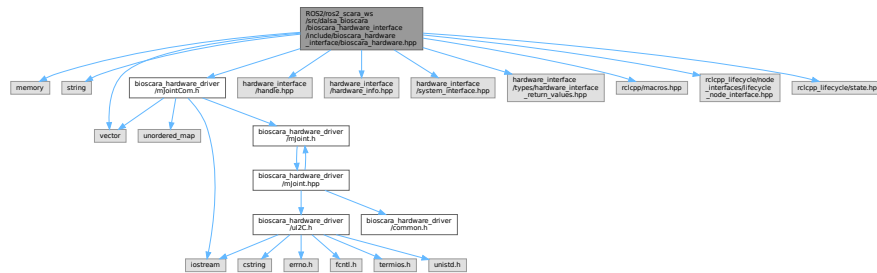 ROS2/ros2_scara_ws
/src/dalsa_bioscara
/bioscara_hardware_interface
/include/bioscara_hardware
_interface/bioscara_hardware.hpp
memory
string
bioscara_hardware_driver
/mJointCom.h
hardware_interface
/handle.hpp
hardware_interface
/hardware_info.hpp
hardware_interface
/system_interface.hpp
hardware_interface
/types/hardware_interface
_return_values.hpp
rclcpp/macros.hpp
rclcpp_lifecycle/node
_interfaces/lifecycle
_node_interface.hpp
rclcpp_lifecycle/state.hp
vector
unordered_map
bioscara_hardware_driver
/mJoint.h
bioscara_hardware_driver
/mJoint.hpp
bioscara_hardware_driver
/uI2C.h
bioscara_hardware_driver
/common.h
iostream
cstring
errno.h
fcntl.h
termios.h
unistd.h